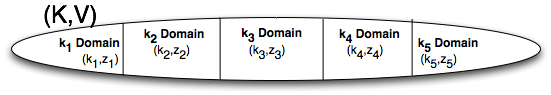 (K,V)
k1 Domain
(k1,z1)
k2 Domain
(k2,z2)
k3 Domain
(k3,z3)
k4 Domain
(k4,z4)
k5 Domain
(k5,z5)